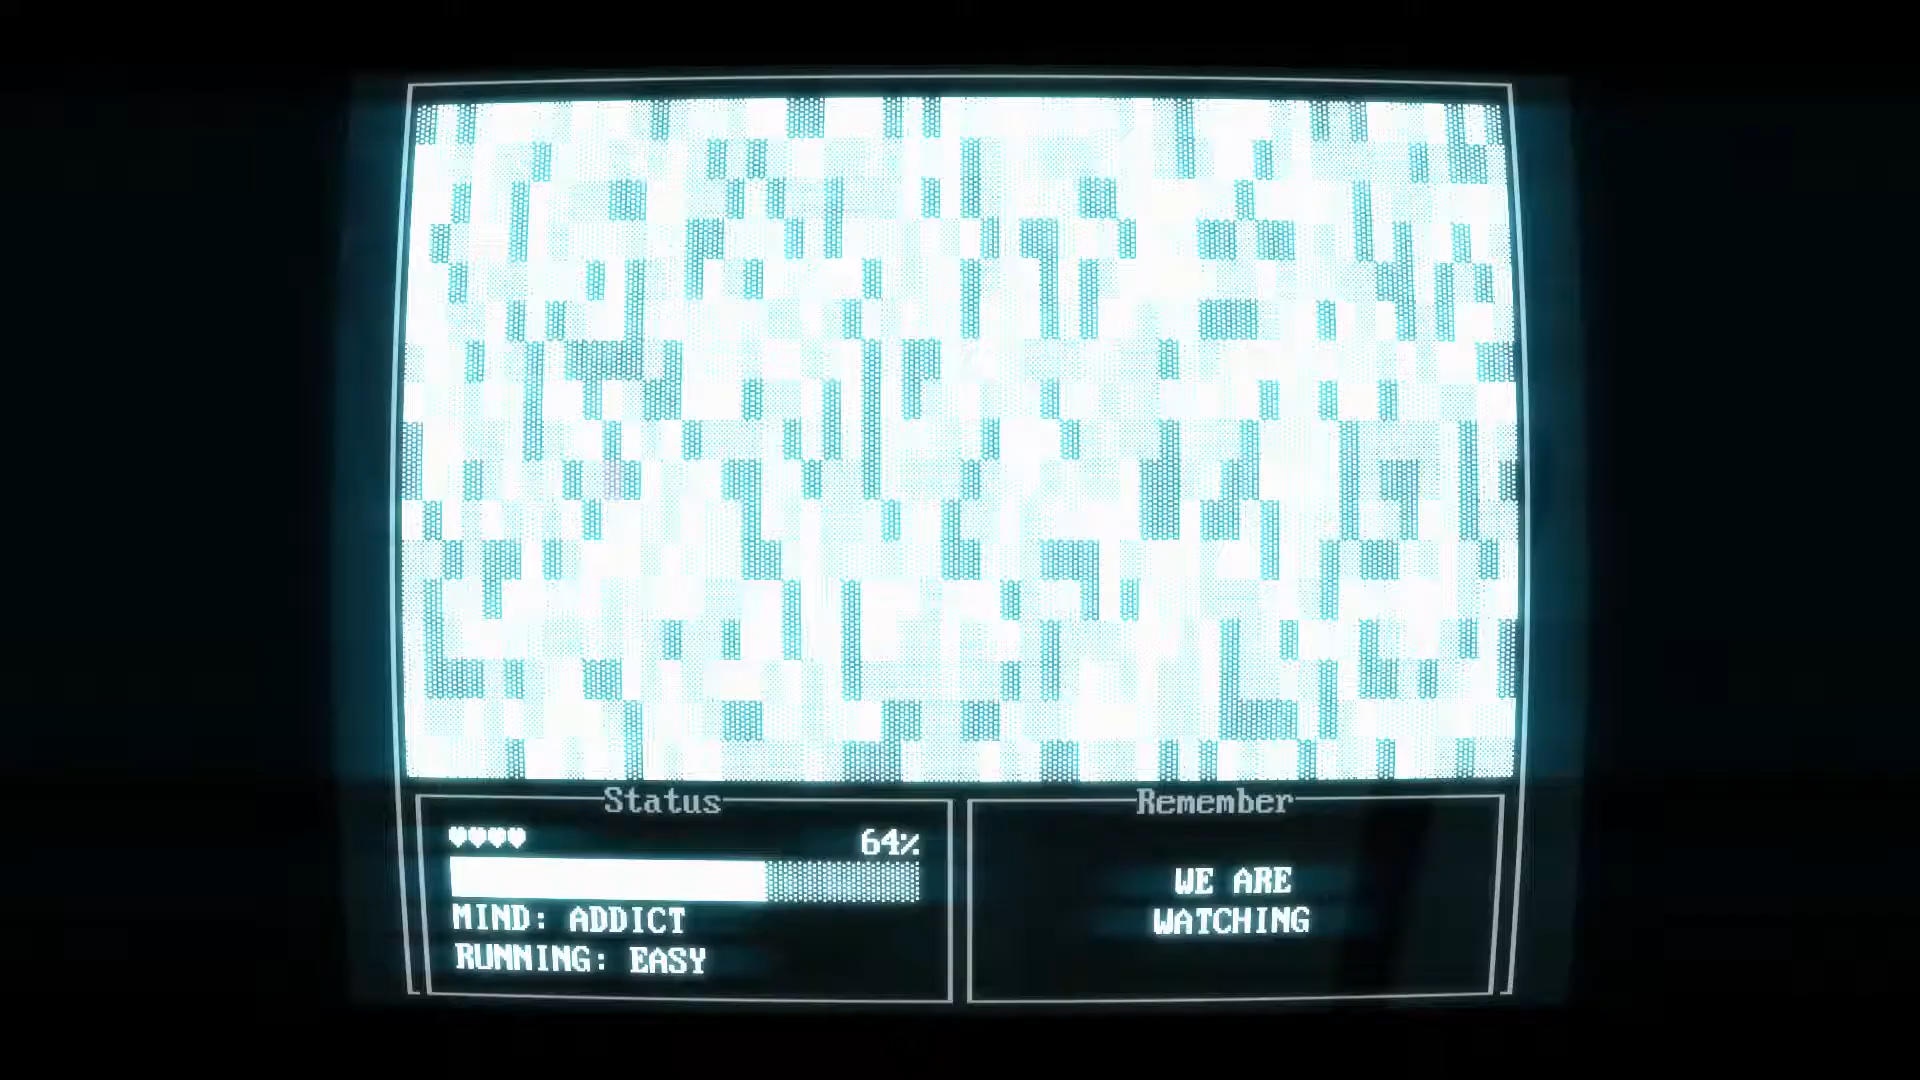 Status
♥♥♥♥ 64%
MIND: ADDICT
RUNNING: EASY
Remember
WE ARE
WATCHING